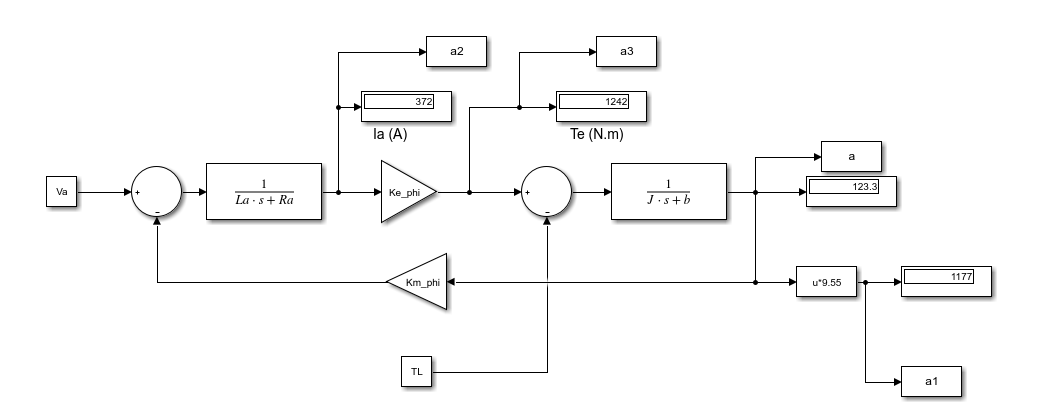 a2
a3
372
1242
Ia (A)
Te (N.m)
a
Va
+
−
1
La · s + Ra
Ke_phi
+
−
1
J · s + b
123.3
Km_phi
u*9.55
1177
TL
a1